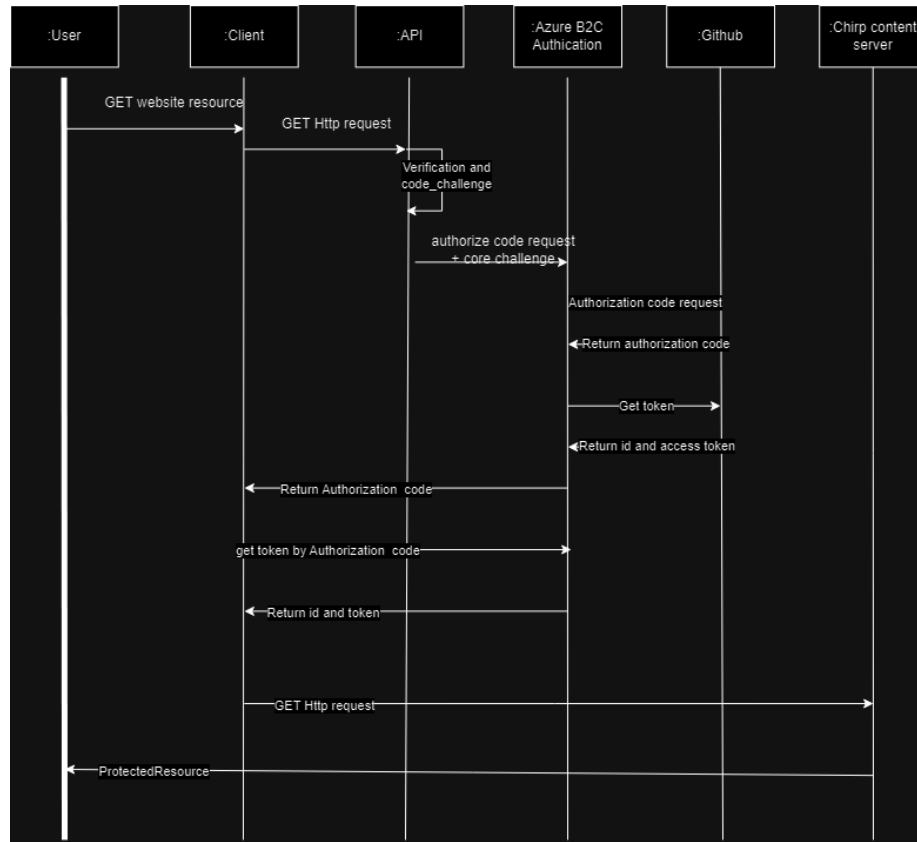 :User
:Client
:API
:Azure B2C
Authication
:Github
:Chirp content
server
GET website resource
GET Http request
Verification and
code_challenge
authorize code request
+ core challenge
Authorization code request
Return authorization code
Get token
Return id and access token
Return Authorization code
get token by Authorization code
Return id and token
GET Http request
ProtectedResource